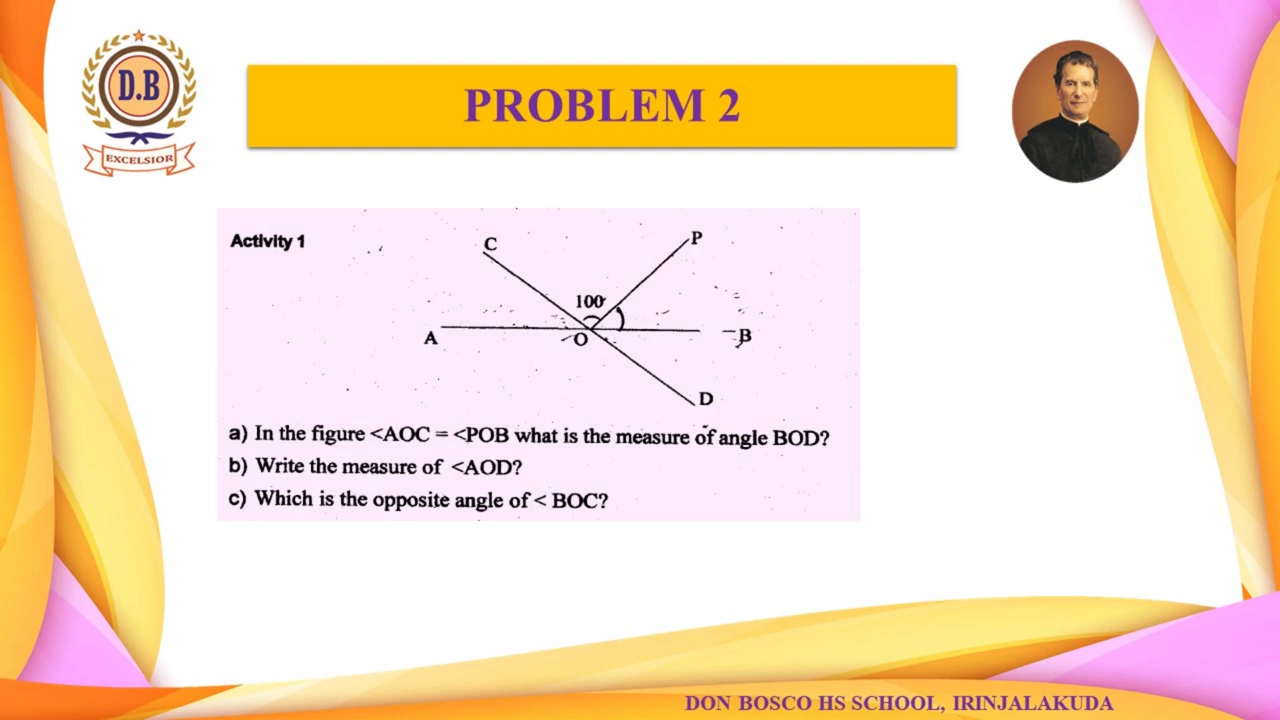 D.B
EXCELSIOR
PROBLEM 2
Activity 1
C
P
100
A
O
B
D
a) In the figure <AOC = <POB what is the measure of angle BOD?
b) Write the measure of <AOD?
c) Which is the opposite angle of < BOC?
DON BOSCO HS SCHOOL, IRINJALAKUDA